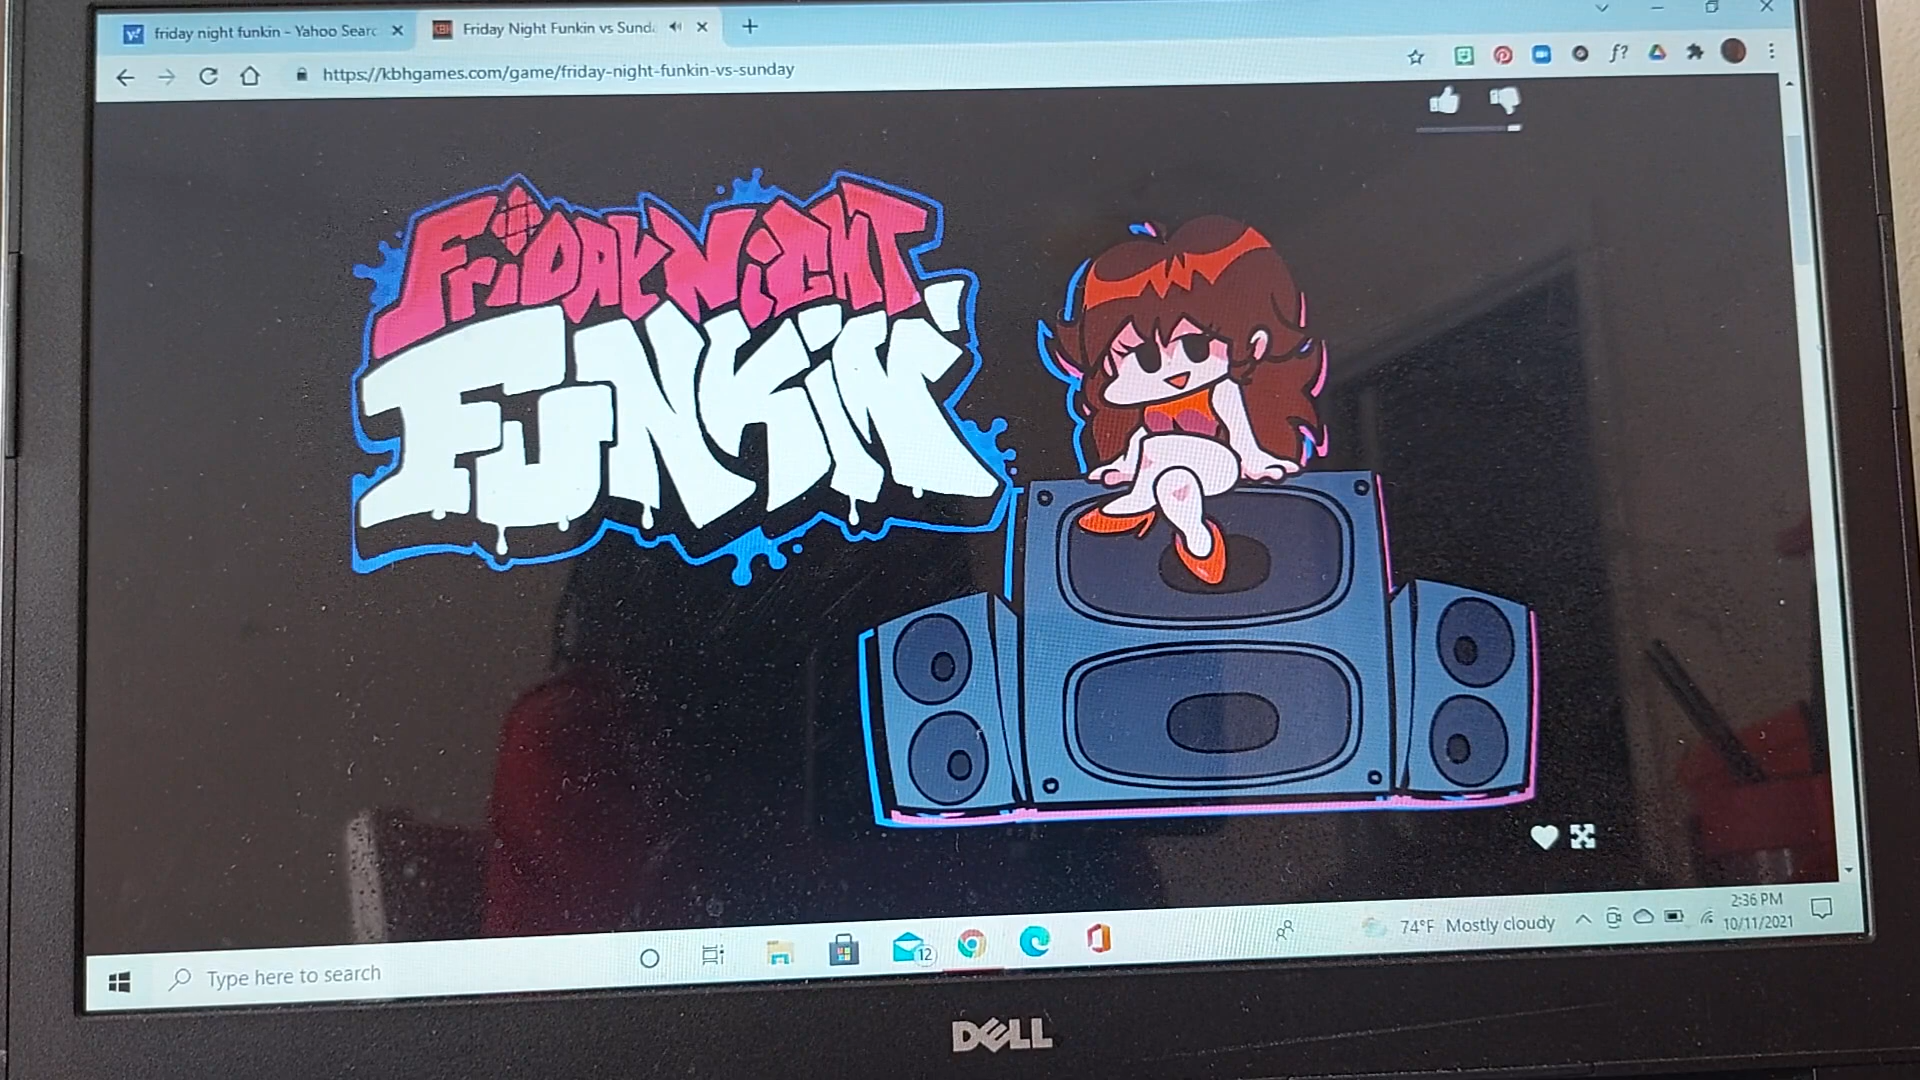 friday night funkin - Yahoo Searc
Friday Night Funkin vs Sund
https://kbhgames.com/game/friday-night-funkin-vs-sunday
f?
FRiDAY NiGHT
FUNKiN'
Type here to search
12
74°F Mostly cloudy
2:36 PM
10/11/2021
DELL